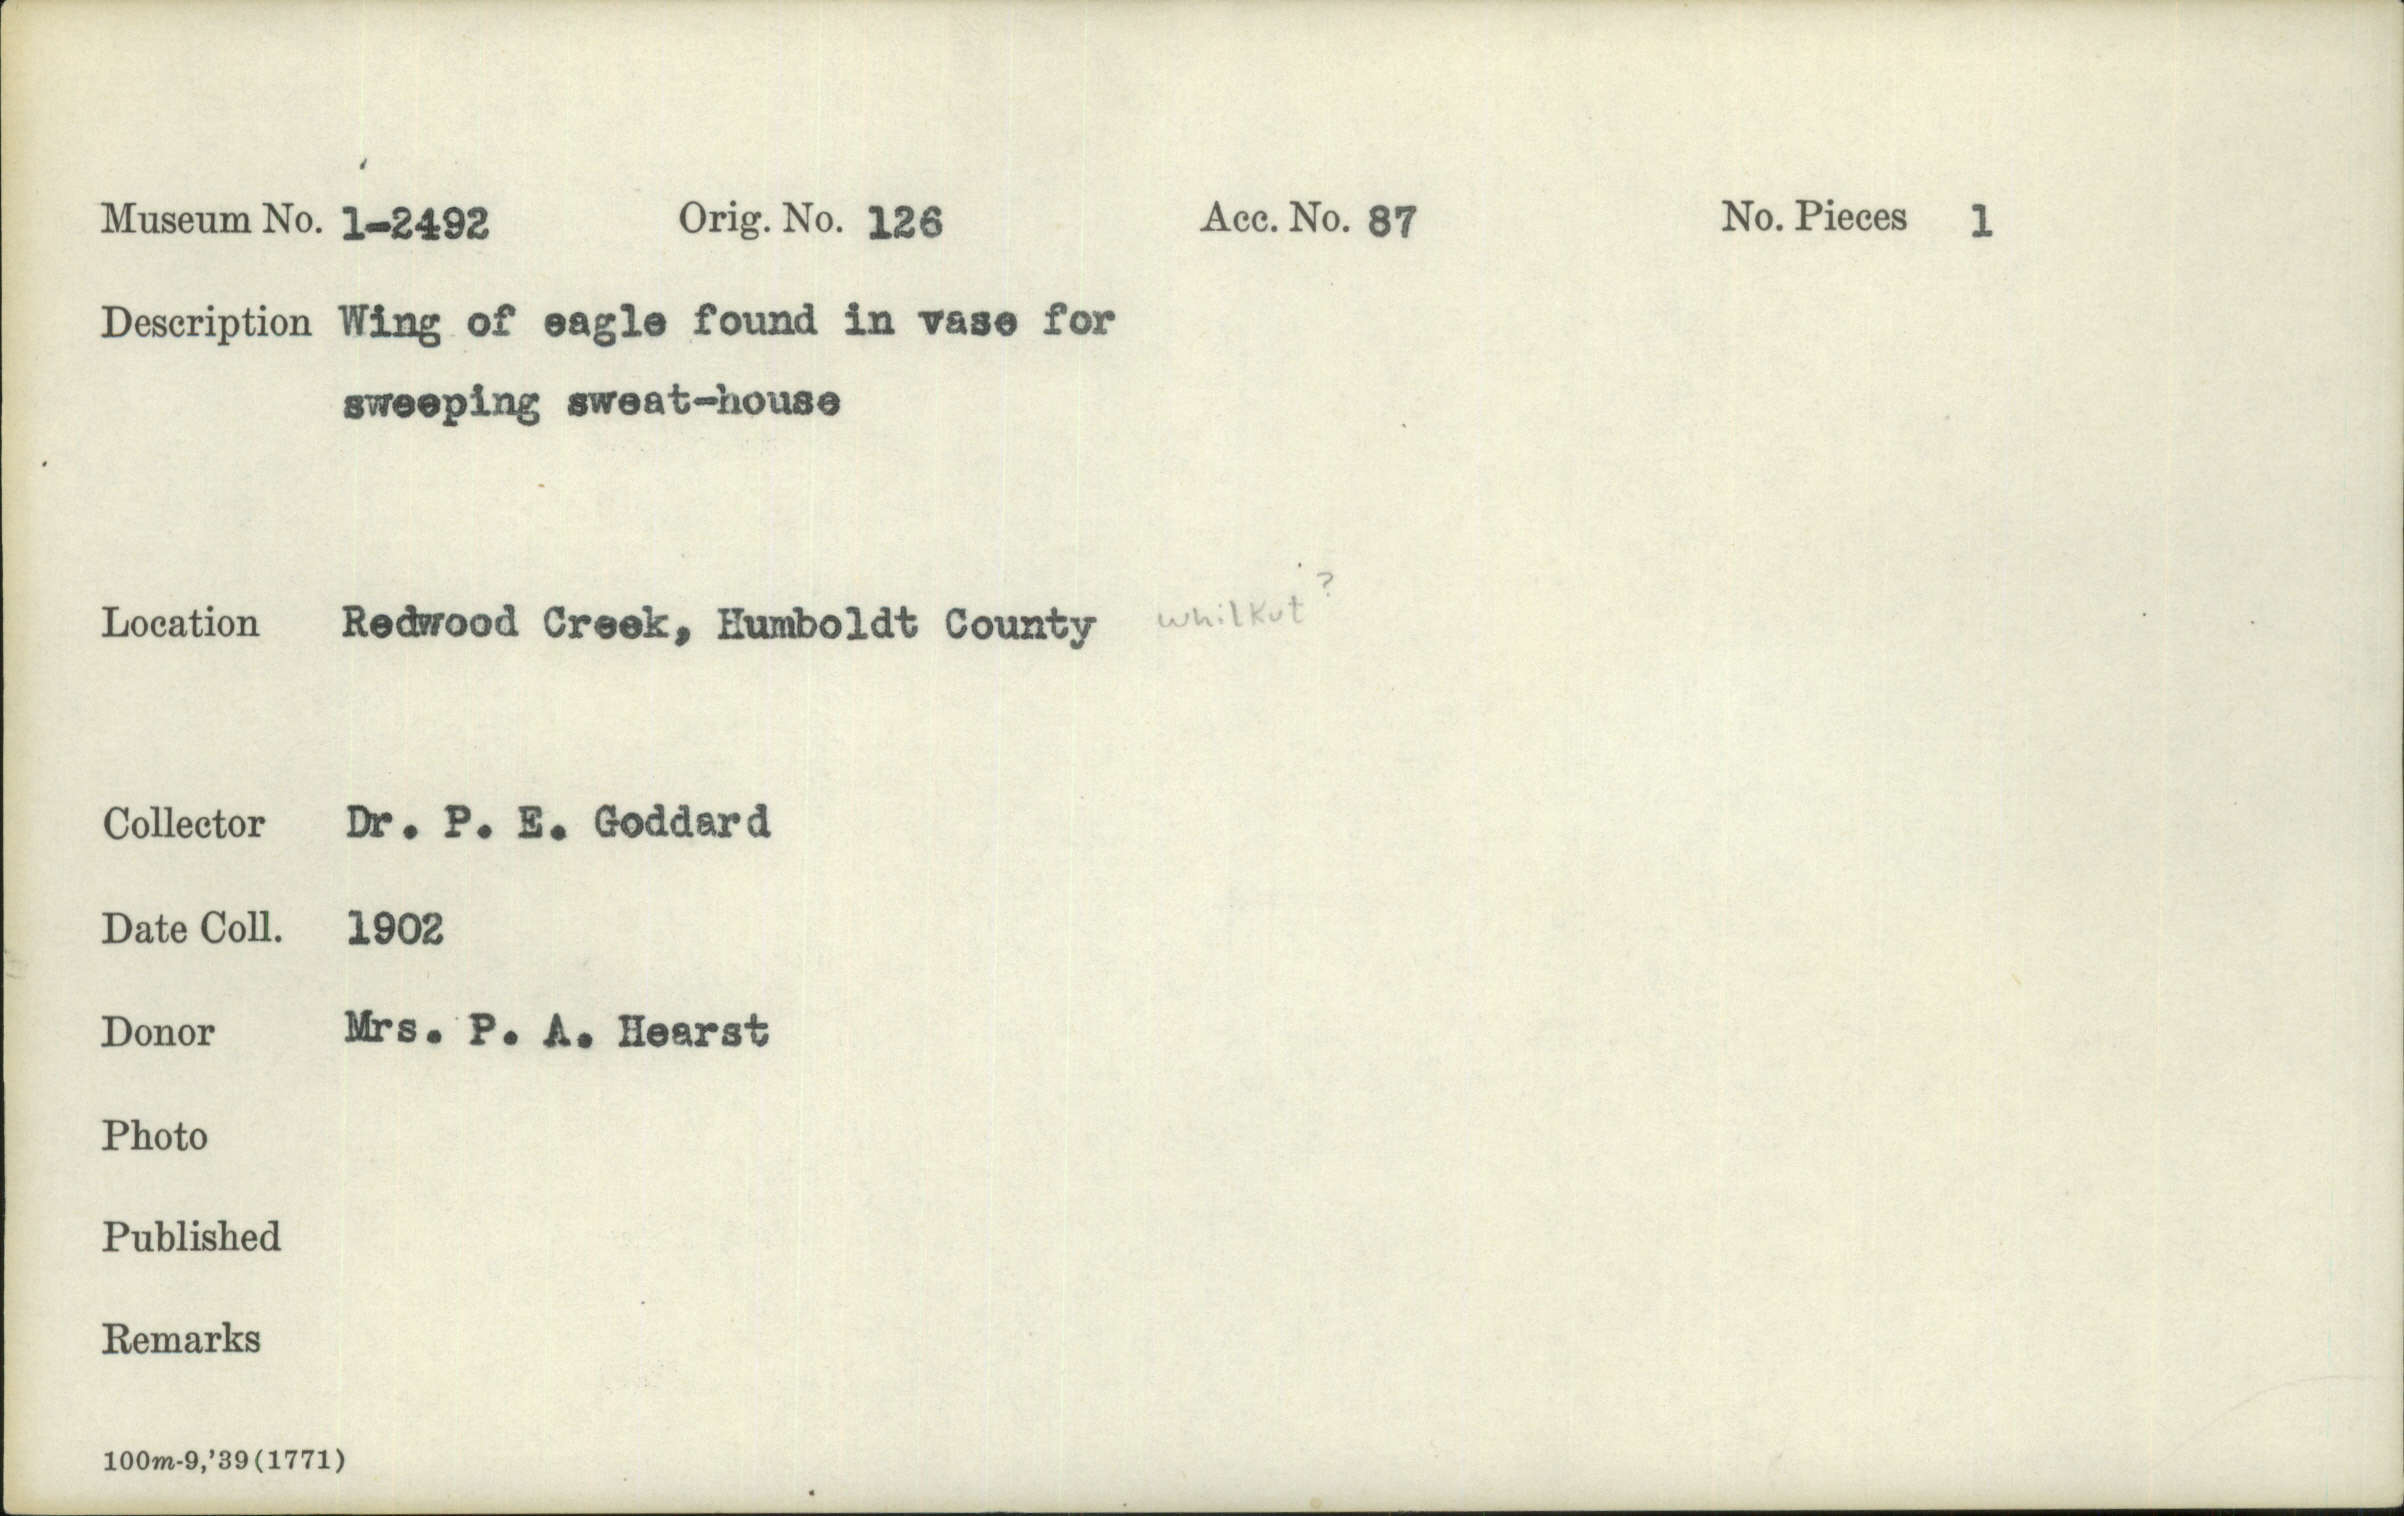 Museum No. 1-2492 Orig. No. 126 Acc. No. 87 No. Pieces 1
Description Wing of eagle found in vase for
sweeping sweat-house
Location Redwood Creek, Humboldt County whilkut ?
Collector Dr. P. E. Goddard
Date Coll. 1902
Donor Mrs. P. A. Hearst
Photo
Published
Remarks
100m-9,'39(1771)